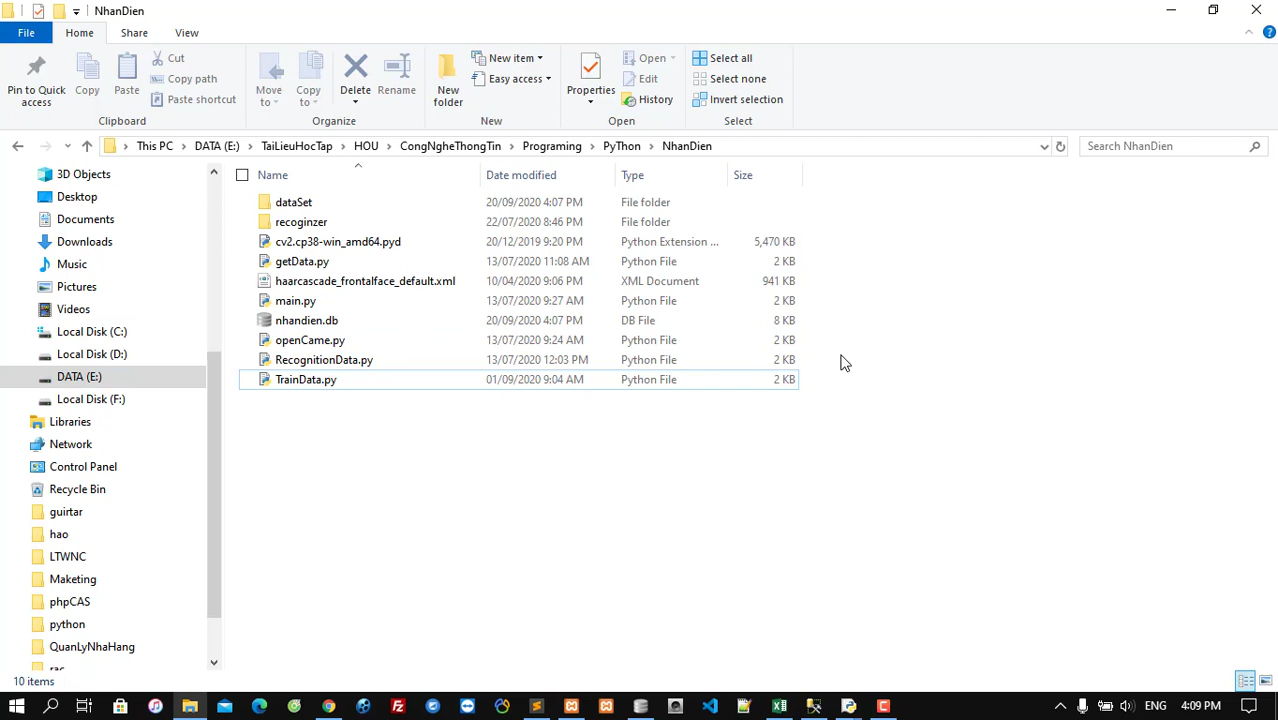 NhanDien
File Home Share View
Pin to Quick access
Copy
Paste
Cut
Copy path
Paste shortcut
Clipboard
Move to
Copy to
Delete
Rename
Organize
New folder
New item
Easy access
New
Properties
Open
Edit
History
Open
Select all
Select none
Invert selection
Select
This PC DATA (E:) TaiLieuHocTap HOU CongNgheThongTin Programing PyThon NhanDien
Search NhanDien
3D Objects
Desktop
Documents
Downloads
Music
Pictures
Videos
Local Disk (C:)
Local Disk (D:)
DATA (E:)
Local Disk (F:)
Libraries
Network
Control Panel
Recycle Bin
guirtar
hao
LTWNC
Maketing
phpCAS
python
QuanLyNhaHang
Name Date modified Type Size
dataSet 20/09/2020 4:07 PM File folder
recoginzer 22/07/2020 8:46 PM File folder
cv2.cp38-win_amd64.pyd 20/12/2019 9:20 PM Python Extension ... 5,470 KB
getData.py 13/07/2020 11:08 AM Python File 2 KB
haarcascade_frontalface_default.xml 10/04/2020 9:06 PM XML Document 941 KB
main.py 13/07/2020 9:27 AM Python File 2 KB
nhandien.db 20/09/2020 4:07 PM DB File 8 KB
openCame.py 13/07/2020 9:24 AM Python File 2 KB
RecognitionData.py 13/07/2020 12:03 PM Python File 2 KB
TrainData.py 01/09/2020 9:04 AM Python File 2 KB
10 items
ENG 4:09 PM